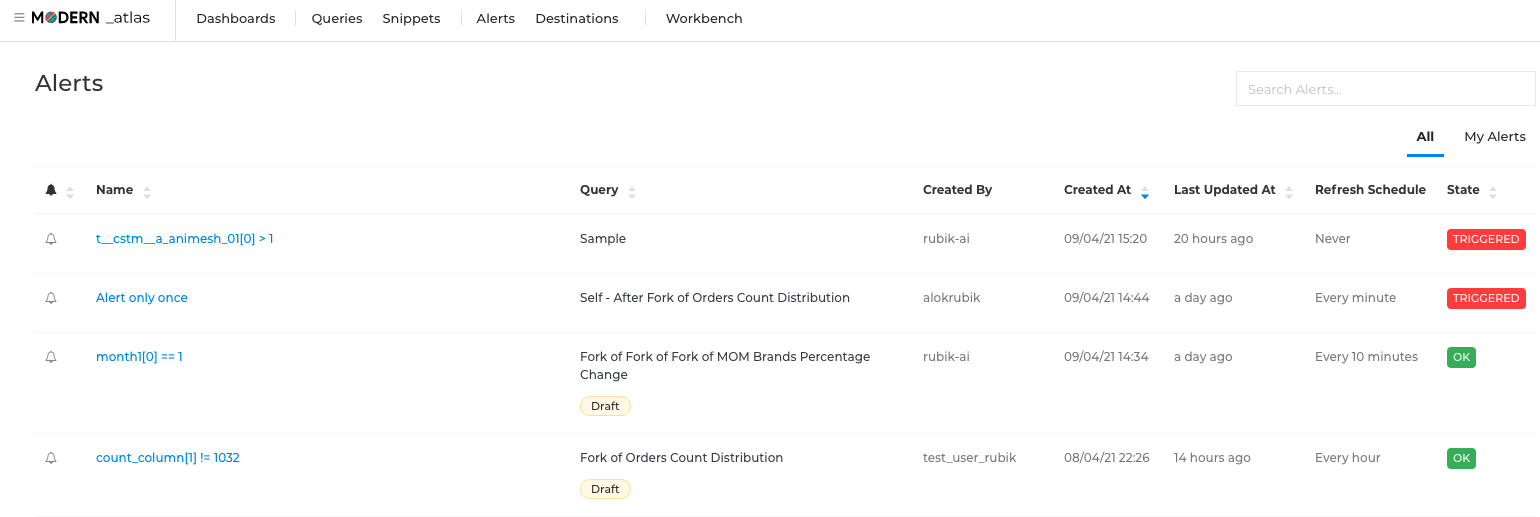 MODERN _atlas Dashboards Queries Snippets Alerts Destinations Workbench
Alerts
Search Alerts...
All My Alerts
Name Query Created By Created At Last Updated At Refresh Schedule State
t__cstm__a_animesh_01[0] > 1 Sample rubik-ai 09/04/21 15:20 20 hours ago Never TRIGGERED
Alert only once Self - After Fork of Orders Count Distribution alokrubik 09/04/21 14:44 a day ago Every minute TRIGGERED
month1[0] == 1 Fork of Fork of Fork of MOM Brands Percentage rubik-ai 09/04/21 14:34 a day ago Every 10 minutes OK
Change
Draft
count_column[1] != 1032 Fork of Orders Count Distribution test_user_rubik 08/04/21 22:26 14 hours ago Every hour OK
Draft